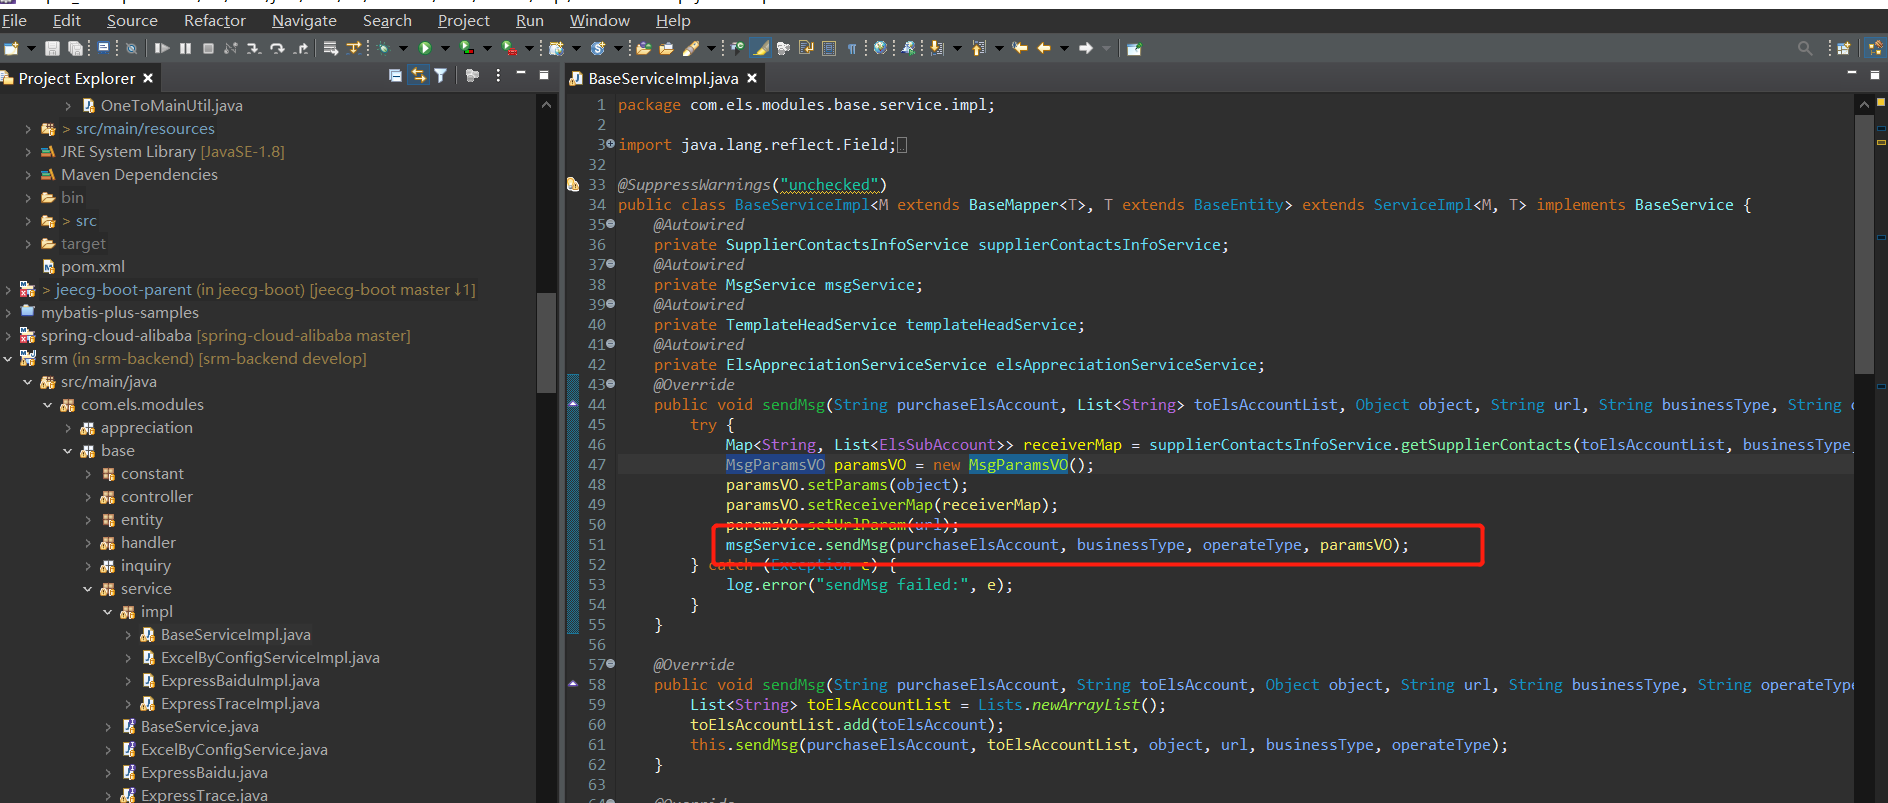 File Edit Source Refactor Navigate Search Project Run Window Help
Project Explorer
OneToMainUtil.java
> src/main/resources
JRE System Library [JavaSE-1.8]
Maven Dependencies
bin
> src
target
pom.xml
> jeecg-boot-parent (in jeecg-boot) [jeecg-boot master ↓1]
mybatis-plus-samples
spring-cloud-alibaba [spring-cloud-alibaba master]
srm (in srm-backend) [srm-backend develop]
src/main/java
com.els.modules
appreciation
base
constant
controller
entity
handler
inquiry
service
impl
BaseServiceImpl.java
ExcelByConfigServiceImpl.java
ExpressBaiduImpl.java
ExpressTraceImpl.java
BaseService.java
ExcelByConfigService.java
ExpressBaidu.java
ExpressTrace.java
BaseServiceImpl.java
1 package com.els.modules.base.service.impl;
2
3 import java.lang.reflect.Field;
32
33 @SuppressWarnings("unchecked")
34 public class BaseServiceImpl<M extends BaseMapper<T>, T extends BaseEntity> extends ServiceImpl<M, T> implements BaseService {
35 @Autowired
36 private SupplierContactsInfoService supplierContactsInfoService;
37 @Autowired
38 private MsgService msgService;
39 @Autowired
40 private TemplateHeadService templateHeadService;
41 @Autowired
42 private ElsAppreciationServiceService elsAppreciationServiceService;
43 @Override
44 public void sendMsg(String purchaseElsAccount, List<String> toElsAccountList, Object object, String url, String businessType, String
45 try {
46 Map<String, List<ElsSubAccount>> receiverMap = supplierContactsInfoService.getSupplierContacts(toElsAccountList, businessType,
47 MsgParamsVO paramsVO = new MsgParamsVO();
48 paramsVO.setParams(object);
49 paramsVO.setReceiverMap(receiverMap);
50 paramsVO.setUrlParam(url);
51 msgService.sendMsg(purchaseElsAccount, businessType, operateType, paramsVO);
52 } catch (Exception e) {
53 log.error("sendMsg failed:", e);
54 }
55 }
56
57 @Override
58 public void sendMsg(String purchaseElsAccount, String toElsAccount, Object object, String url, String businessType, String operateType
59 List<String> toElsAccountList = Lists.newArrayList();
60 toElsAccountList.add(toElsAccount);
61 this.sendMsg(purchaseElsAccount, toElsAccountList, object, url, businessType, operateType);
62 }
63